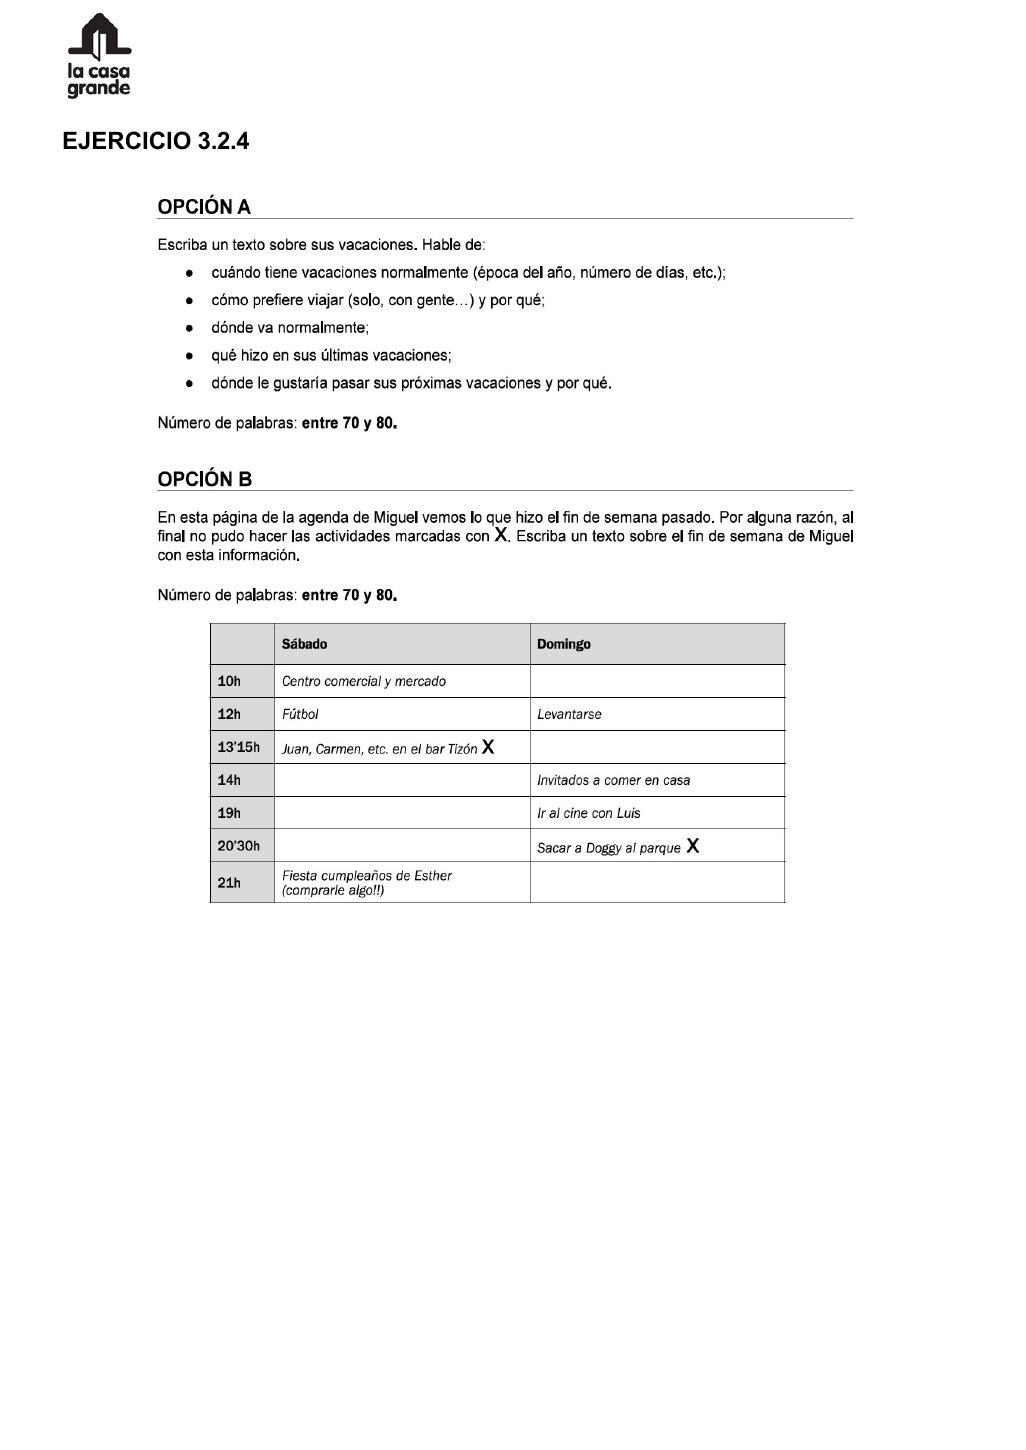 la casa
grande
EJERCICIO 3.2.4
OPCIÓN A
Escriba un texto sobre sus vacaciones. Hable de:
● cuándo tiene vacaciones normalmente (época del año, número de días, etc.);
● cómo prefiere viajar (solo, con gente...) y por qué;
● dónde va normalmente;
● qué hizo en sus últimas vacaciones;
● dónde le gustaría pasar sus próximas vacaciones y por qué.
Número de palabras: entre 70 y 80.
OPCIÓN B
En esta página de la agenda de Miguel vemos lo que hizo el fin de semana pasado. Por alguna razón, al
final no pudo hacer las actividades marcadas con X. Escriba un texto sobre el fin de semana de Miguel
con esta información.
Número de palabras: entre 70 y 80.
Sábado Domingo
10h Centro comercial y mercado
12h Fútbol Levantarse
13'15h Juan, Carmen, etc. en el bar Tizón X
14h Invitados a comer en casa
19h Ir al cine con Luis
20'30h Sacar a Doggy al parque X
21h Fiesta cumpleaños de Esther
(comprarle algo!!)